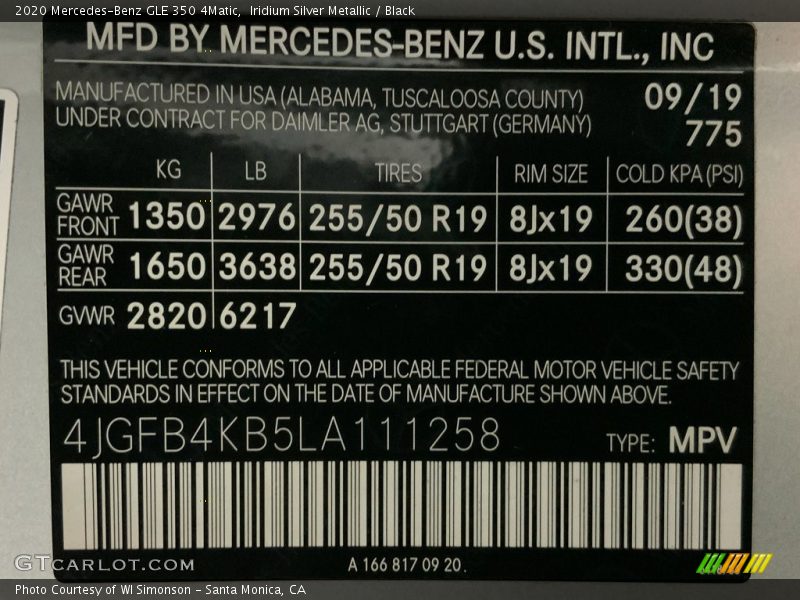 2020 Mercedes-Benz GLE 350 4Matic,  Iridium Silver Metallic / Black
MFD BY MERCEDES-BENZ U.S. INTL., INC
MANUFACTURED IN USA (ALABAMA, TUSCALOOSA COUNTY) 09/19
UNDER CONTRACT FOR DAIMLER AG, STUTTGART (GERMANY) 775
KG LB TIRES RIM SIZE COLD KPA (PSI)
GAWR FRONT 1350 2976 255/50 R19 8Jx19 260(38)
GAWR REAR 1650 3638 255/50 R19 8Jx19 330(48)
GVWR 2820 6217
THIS VEHICLE CONFORMS TO ALL APPLICABLE FEDERAL MOTOR VEHICLE SAFETY
STANDARDS IN EFFECT ON THE DATE OF MANUFACTURE SHOWN ABOVE.
4JGFB4KB5LA111258 TYPE: MPV
A 166 817 09 20.
GTCARLOT.COM
Photo Courtesy of WI Simonson - Santa Monica, CA